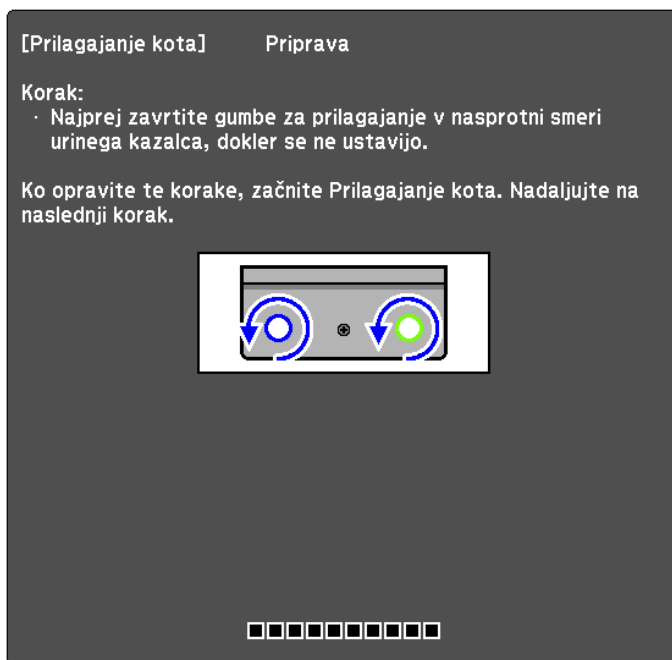 [Prilagajanje kota] Priprava
Korak:
· Najprej zavrtite gumbe za prilagajanje v nasprotni smeri
urinega kazalca, dokler se ne ustavijo.
Ko opravite te korake, začnite Prilagajanje kota. Nadaljujte na
naslednji korak.